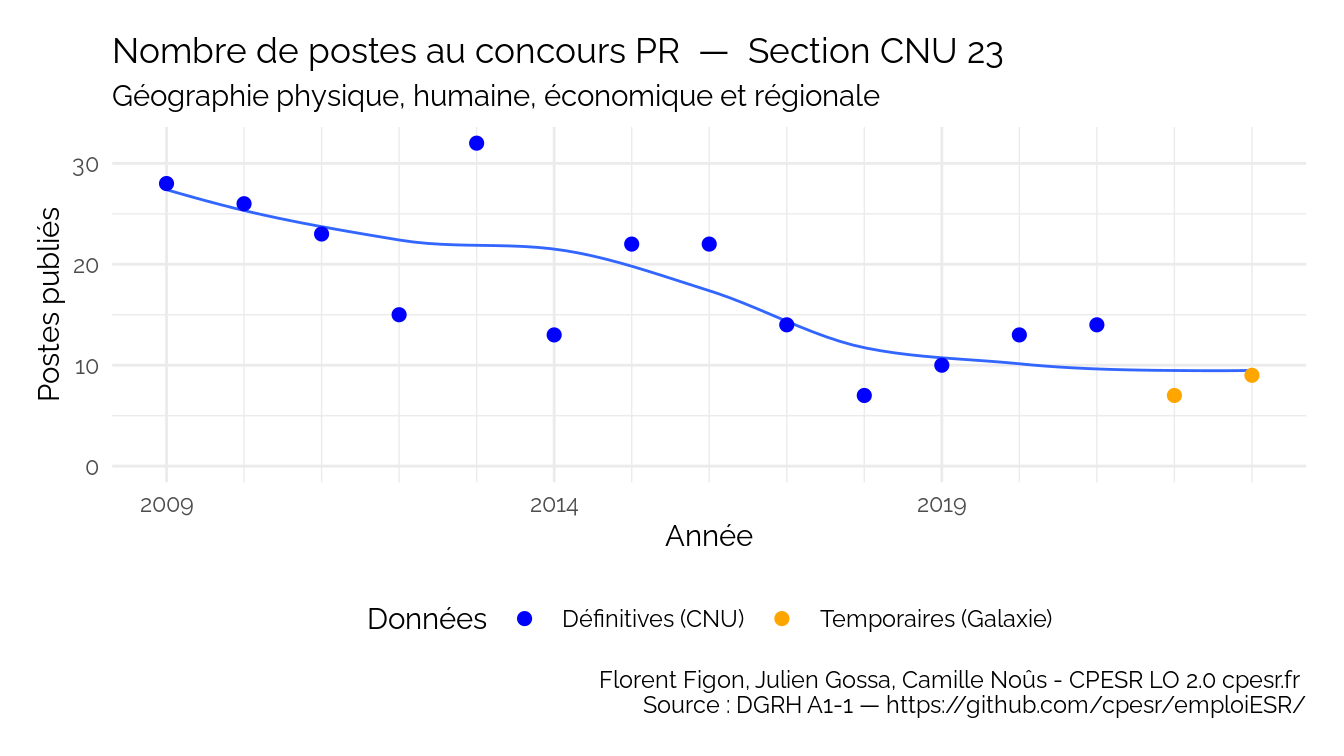 Nombre de postes au concours PR — Section CNU 23
Géographie physique, humaine, économique et régionale
Postes publiés
30
20
10
0
2009
2014
2019
Année
Données
Définitives (CNU)
Temporaires (Galaxie)
Florent Figon, Julien Gossa, Camille Noûs - CPESR LO 2.0 cpesr.fr
Source : DGRH A1-1 — https://github.com/cpesr/emploiESR/